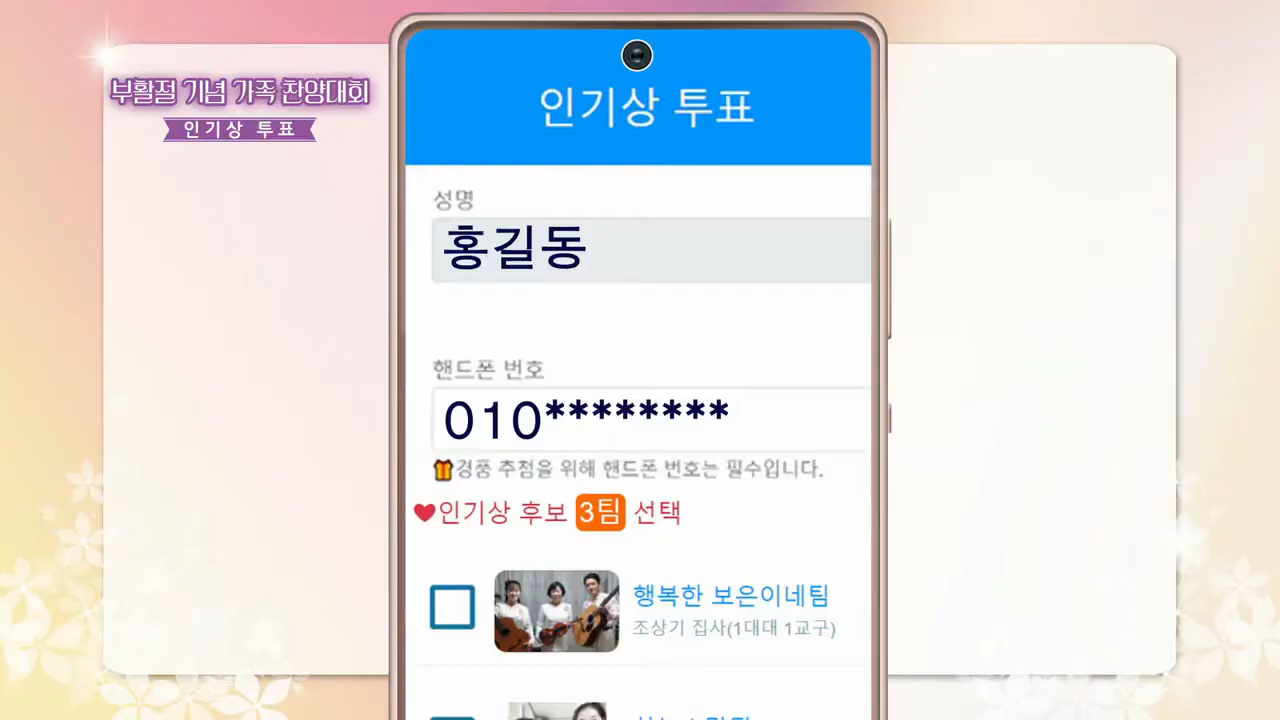 부활절 기념 가족 찬양대회
인기상 투표
인기상 투표
성명
홍길동
핸드폰 번호
010********
경품 추첨을 위해 핸드폰 번호는 필수입니다.
인기상 후보 3팀 선택
행복한 보은이네팀
조상기 집사(1대대 1교구)